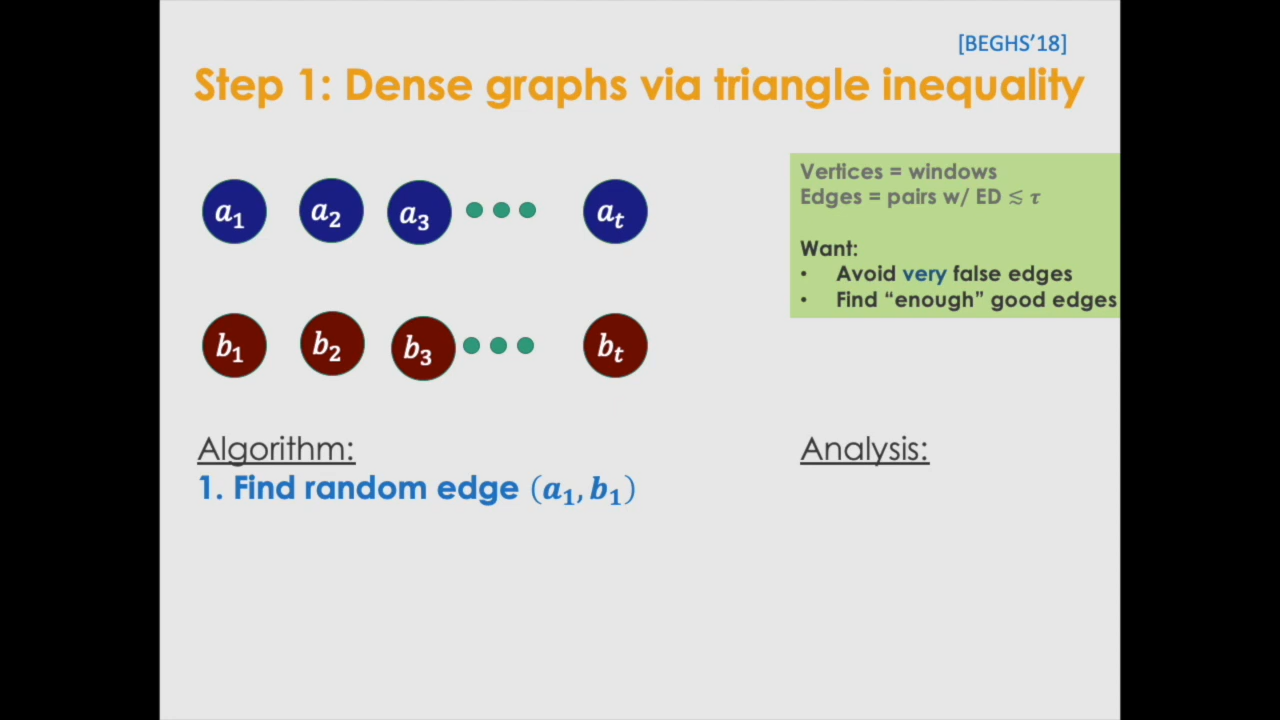 [BEGHS'18]
Step 1: Dense graphs via triangle inequality
a₁ a₂ a₃ aₜ
b₁ b₂ b₃ bₜ
Vertices = windows
Edges = pairs w/ ED ≲ τ
Want:
• Avoid very false edges
• Find “enough” good edges
Algorithm:
1. Find random edge (a₁, b₁)
Analysis: